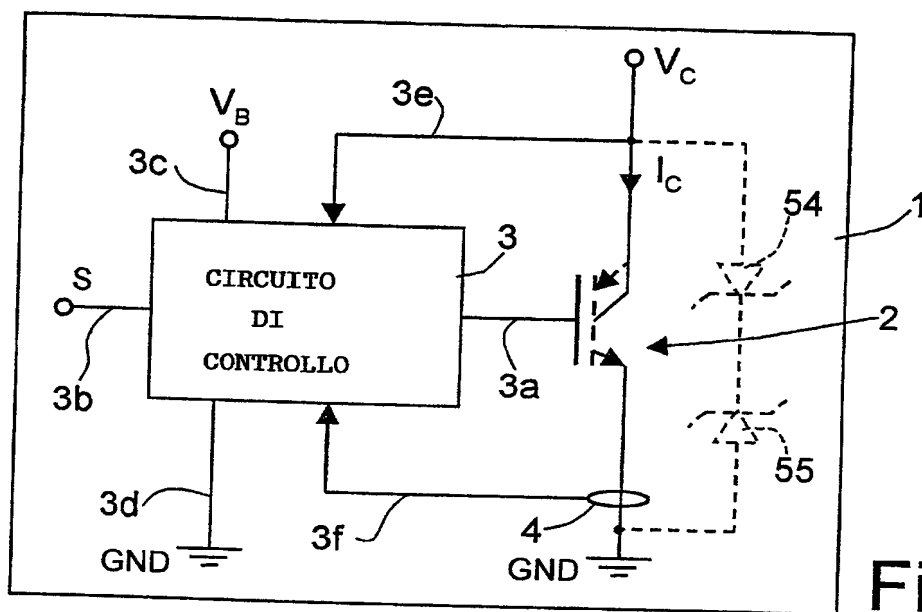 V_C
3e
V_B
3c
I_C
54
1
3
S
CIRCUITO
DI
CONTROLLO
2
3b
3a
55
3d
3f
4
GND
GND
Fi